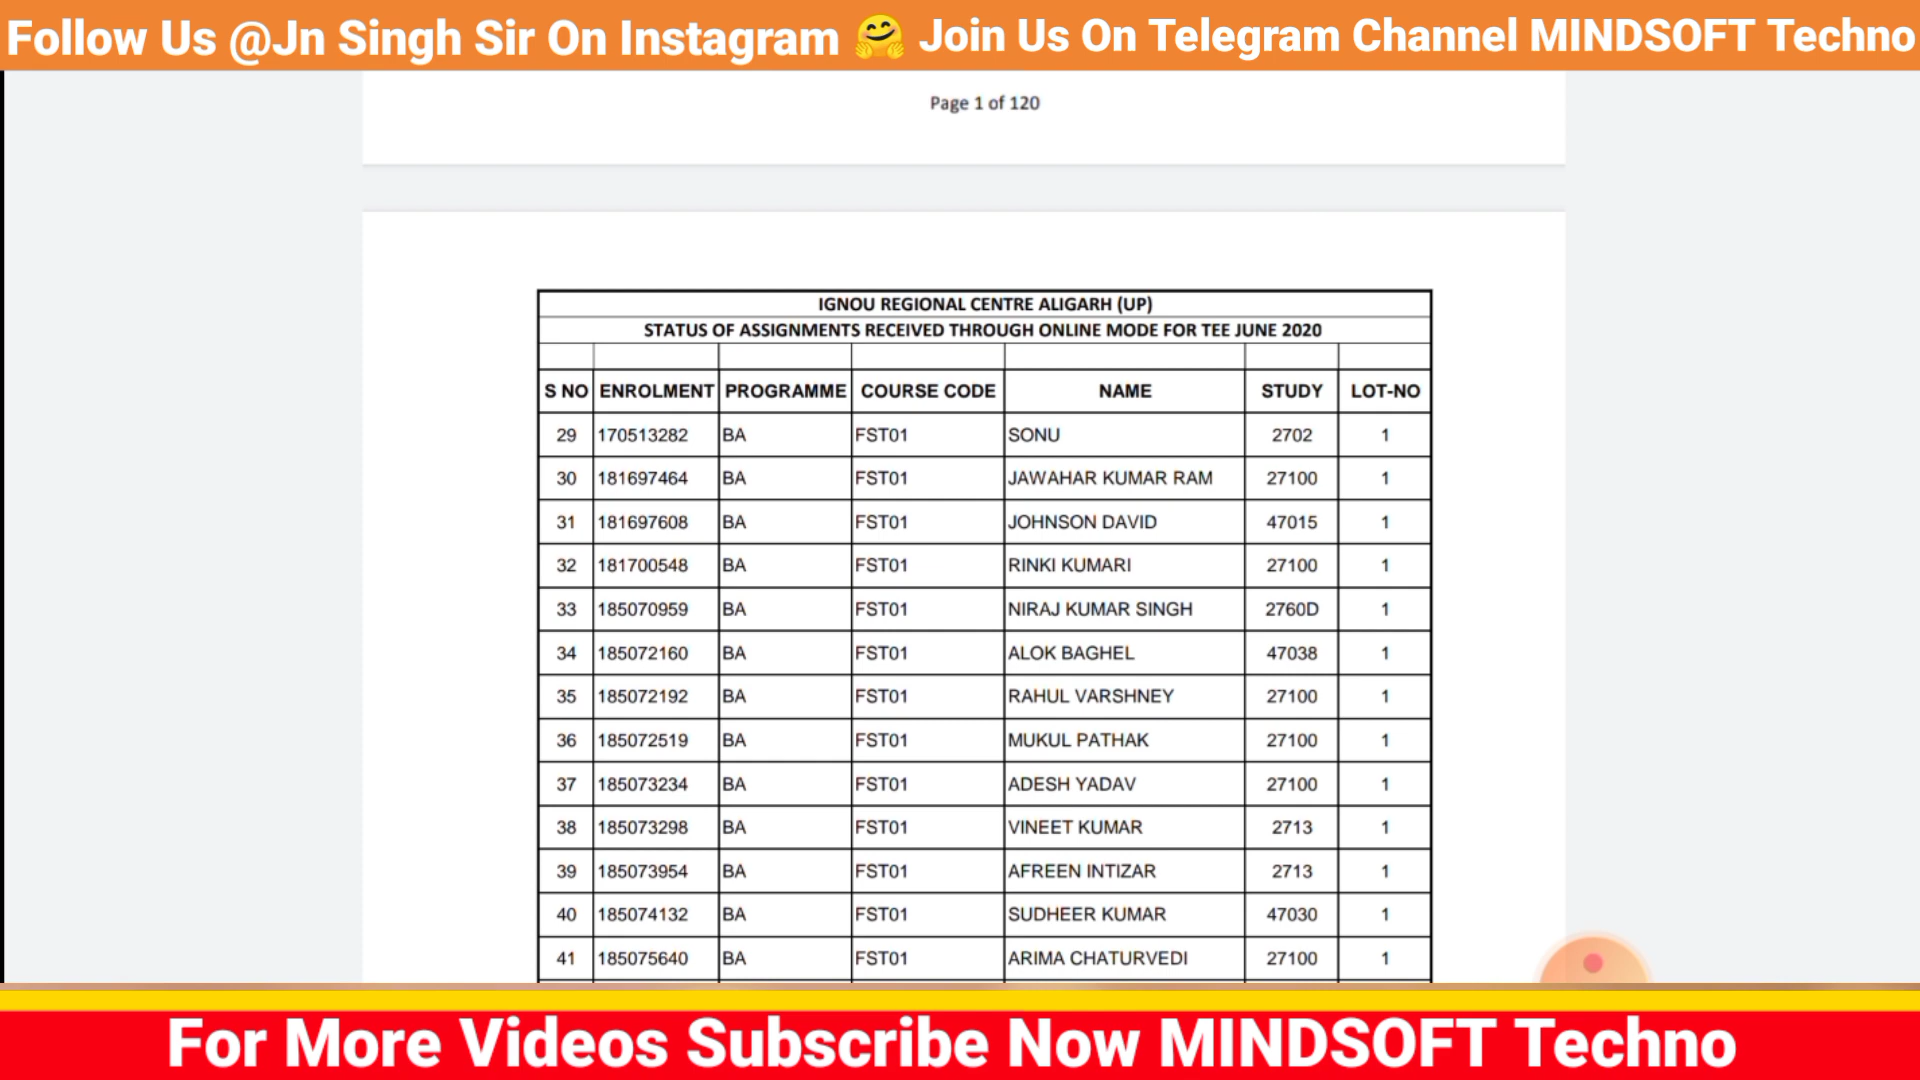 Follow Us @Jn Singh Sir On Instagram 🤗 Join Us On Telegram Channel MINDSOFT Techno
Page 1 of 120
IGNOU REGIONAL CENTRE ALIGARH (UP)
STATUS OF ASSIGNMENTS RECEIVED THROUGH ONLINE MODE FOR TEE JUNE 2020
S NO ENROLMENT PROGRAMME COURSE CODE NAME STUDY LOT-NO
29 170513282 BA FST01 SONU 2702 1
30 181697464 BA FST01 JAWAHAR KUMAR RAM 27100 1
31 181697608 BA FST01 JOHNSON DAVID 47015 1
32 181700548 BA FST01 RINKI KUMARI 27100 1
33 185070959 BA FST01 NIRAJ KUMAR SINGH 2760D 1
34 185072160 BA FST01 ALOK BAGHEL 47038 1
35 185072192 BA FST01 RAHUL VARSHNEY 27100 1
36 185072519 BA FST01 MUKUL PATHAK 27100 1
37 185073234 BA FST01 ADESH YADAV 27100 1
38 185073298 BA FST01 VINEET KUMAR 2713 1
39 185073954 BA FST01 AFREEN INTIZAR 2713 1
40 185074132 BA FST01 SUDHEER KUMAR 47030 1
41 185075640 BA FST01 ARIMA CHATURVEDI 27100 1
For More Videos Subscribe Now MINDSOFT Techno